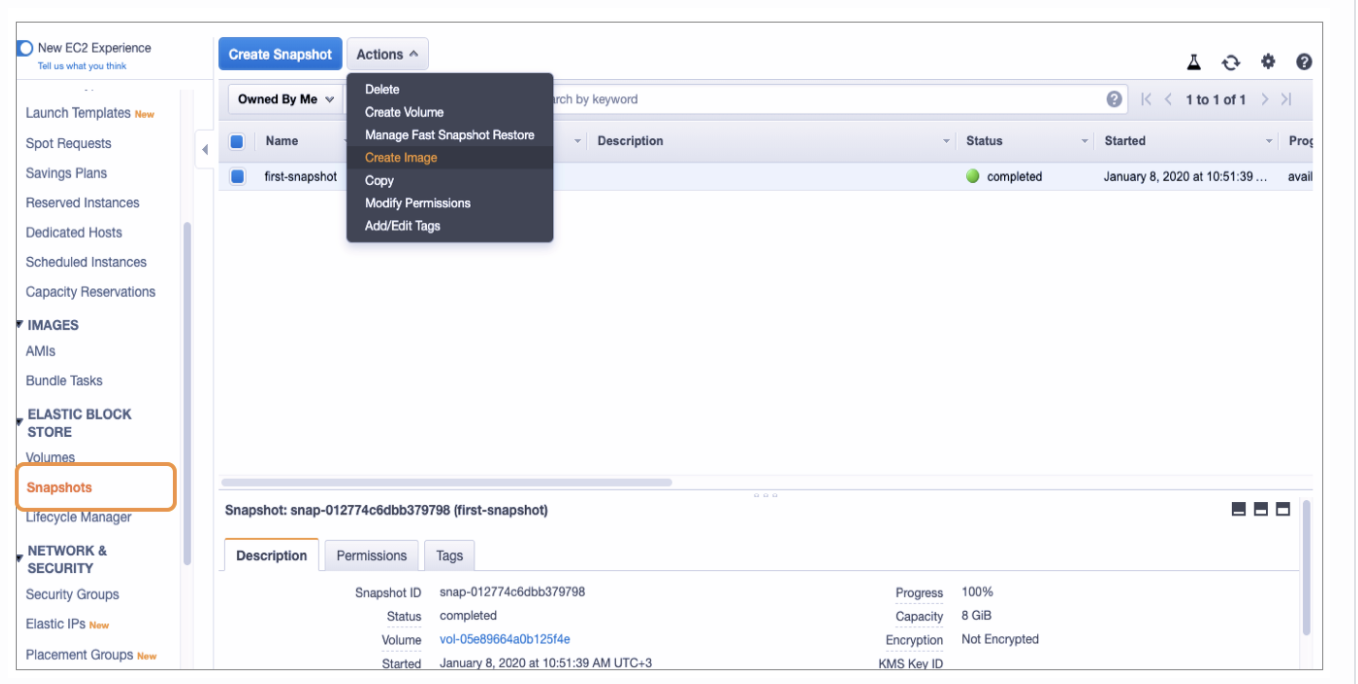 New EC2 Experience
Tell us what you think
Launch Templates New
Spot Requests
Savings Plans
Reserved Instances
Dedicated Hosts
Scheduled Instances
Capacity Reservations
IMAGES
AMIs
Bundle Tasks
ELASTIC BLOCK
STORE
Volumes
Snapshots
Lifecycle Manager
NETWORK &
SECURITY
Security Groups
Elastic IPs New
Placement Groups New
Create Snapshot Actions
Delete
Create Volume
Manage Fast Snapshot Restore
Create Image
Copy
Modify Permissions
Add/Edit Tags
Owned By Me by keyword 1 to 1 of 1
Name Description Status Started
first-snapshot completed January 8, 2020 at 10:51:39 ... avail
Snapshot: snap-012774c6dbb379798 (first-snapshot)
Description Permissions Tags
Snapshot ID snap-012774c6dbb379798 Progress 100%
Status completed Capacity 8 GiB
Volume vol-05e89664a0b125f4e Encryption Not Encrypted
Started January 8, 2020 at 10:51:39 AM UTC+3 KMS Key ID